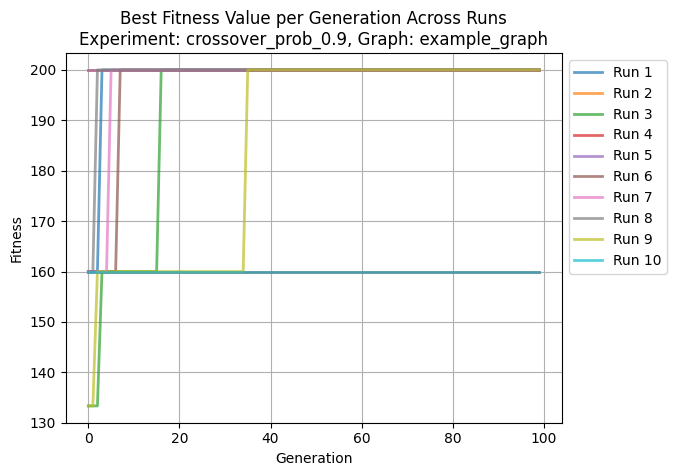 Best Fitness Value per Generation Across Runs
Experiment: crossover_prob_0.9, Graph: example_graph
Fitness
200
190
180
170
160
150
140
130
0
20
40
60
80
100
Generation
Run 1
Run 2
Run 3
Run 4
Run 5
Run 6
Run 7
Run 8
Run 9
Run 10